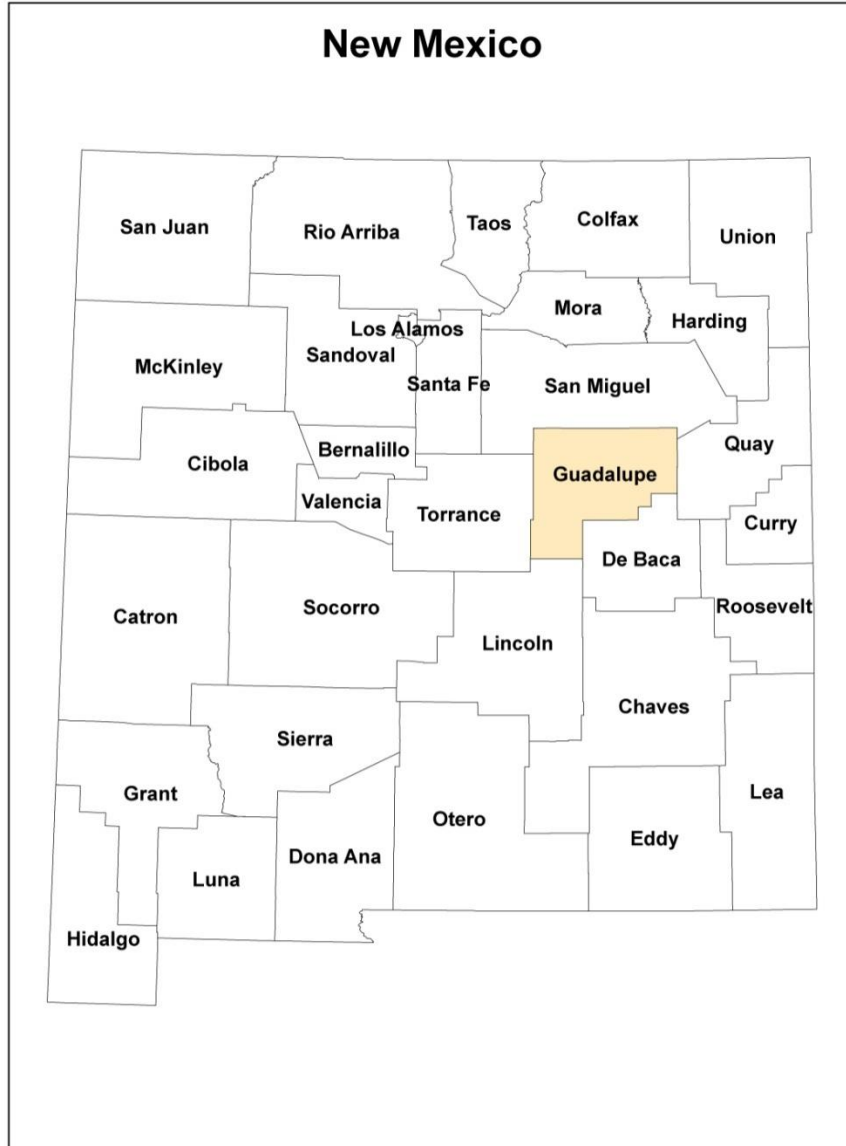 New Mexico
San Juan
Rio Arriba
Taos
Colfax
Union
Mora
Harding
Los Alamos
Sandoval
McKinley
Santa Fe
San Miguel
Quay
Bernalillo
Cibola
Guadalupe
Valencia
Torrance
Curry
De Baca
Roosevelt
Socorro
Catron
Lincoln
Chaves
Sierra
Grant
Lea
Otero
Eddy
Dona Ana
Luna
Hidalgo